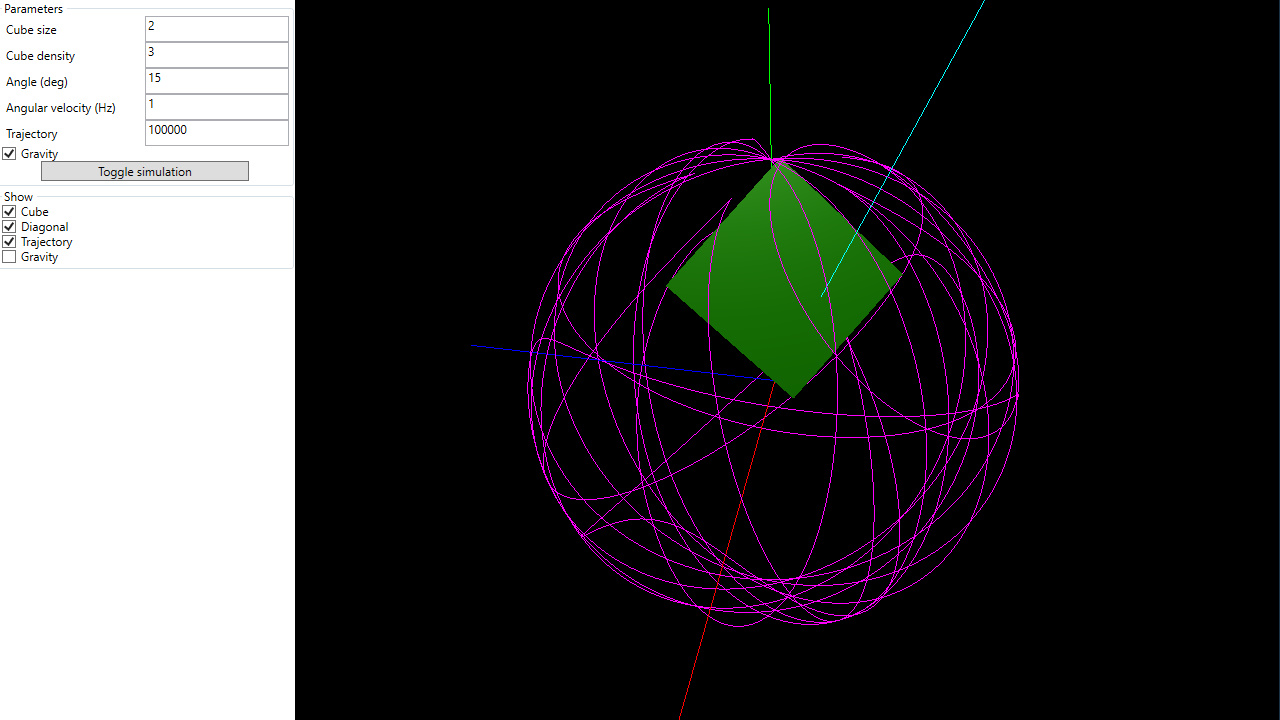 Parameters
Cube size 2
Cube density 3
Angle (deg) 15
Angular velocity (Hz) 1
Trajectory 100000
Gravity
Toggle simulation
Show
Cube
Diagonal
Trajectory
Gravity